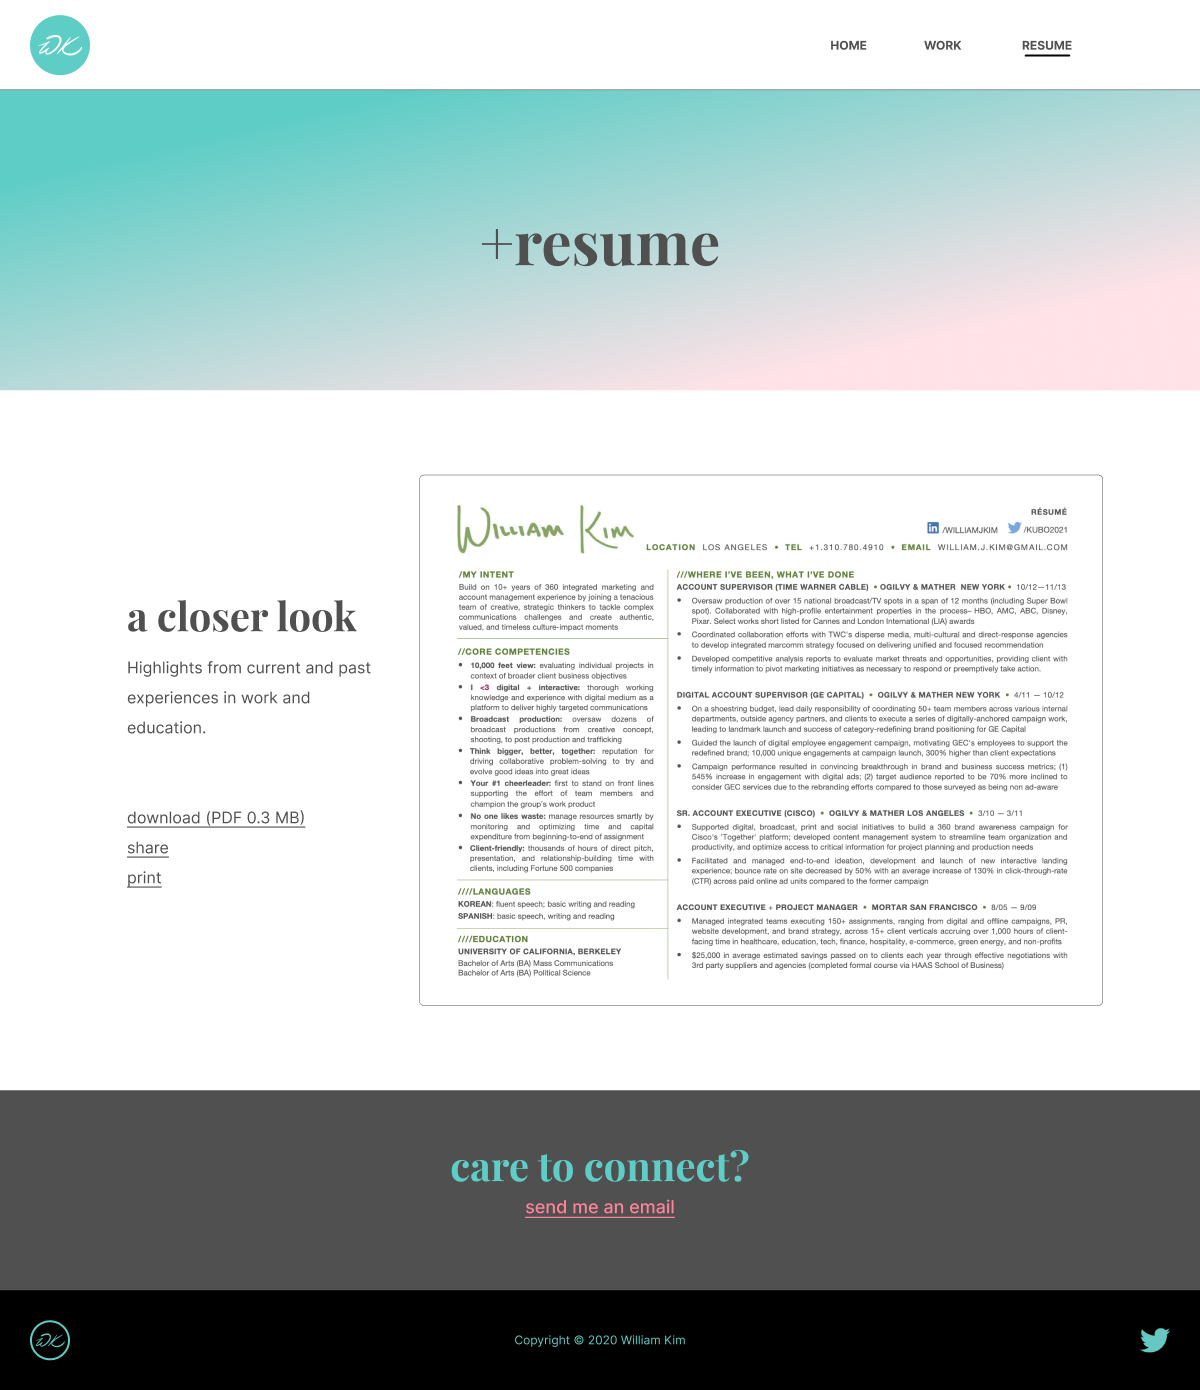 WK
HOME WORK RESUME
+resume
a closer look
Highlights from current and past
experiences in work and
education.
download (PDF 0.3 MB)
share
print
William Kim
RÉSUMÉ
in /WILLIAMJKIM /KUBO2021
LOCATION LOS ANGELES • TEL +1.310.780.4910 • EMAIL WILLIAM.J.KIM@GMAIL.COM
/MY INTENT
Build on 10+ years of 360 integrated marketing and
account management experience by joining a tenacious
team of creative, strategic thinkers to tackle complex
communications challenges and create authentic,
valued, and timeless culture-impact moments
//CORE COMPETENCIES
• 10,000 feet view: evaluating individual projects in
context of broader client business objectives
• I <3 digital + interactive: thorough working
knowledge and experience with digital medium as a
platform to deliver highly targeted communications
• Broadcast production: oversaw dozens of
broadcast productions from creative concept,
shooting, to post production and trafficking
• Think bigger, better, together: reputation for
driving collaborative problem-solving to try and
evolve good ideas into great ideas
• Your #1 cheerleader: first to stand on front lines
supporting the effort of team members and
champion the group's work product
• No one likes waste: manage resources smartly by
monitoring and optimizing time and capital
expenditure from beginning-to-end of assignment
• Client-friendly: thousands of hours of direct pitch,
presentation, and relationship-building time with
clients, including Fortune 500 companies
////LANGUAGES
KOREAN: fluent speech; basic writing and reading
SPANISH: basic speech, writing and reading
////EDUCATION
UNIVERSITY OF CALIFORNIA, BERKELEY
Bachelor of Arts (BA) Mass Communications
Bachelor of Arts (BA) Political Science
///WHERE I'VE BEEN, WHAT I'VE DONE
ACCOUNT SUPERVISOR (TIME WARNER CABLE) • OGILVY & MATHER NEW YORK • 10/12—11/13
• Oversaw production of over 15 national broadcast/TV spots in a span of 12 months (including Super Bowl
spot). Collaborated with high-profile entertainment properties in the process– HBO, AMC, ABC, Disney,
Pixar. Select works short listed for Cannes and London International (LIA) awards
• Coordinated collaboration efforts with TWC's disperse media, multi-cultural and direct-response agencies
to develop integrated marcomm strategy focused on delivering unified and focused recommendation
• Developed competitive analysis reports to evaluate market threats and opportunities, providing client with
timely information to pivot marketing initiatives as necessary to respond or preemptively take action.
DIGITAL ACCOUNT SUPERVISOR (GE CAPITAL) • OGILVY & MATHER NEW YORK • 4/11 — 10/12
• On a shoestring budget, lead daily responsibility of coordinating 50+ team members across various internal
departments, outside agency partners, and clients to execute a series of digitally-anchored campaign work,
leading to landmark launch and success of category-redefining brand positioning for GE Capital
• Guided the launch of digital employee engagement campaign, motivating GEC's employees to support the
redefined brand; 10,000 unique engagements at campaign launch, 300% higher than client expectations
• Campaign performance resulted in convincing breakthrough in brand and business success metrics; (1)
545% increase in engagement with digital ads; (2) target audience reported to be 70% more inclined to
consider GEC services due to the rebranding efforts compared to those surveyed as being non ad-aware
SR. ACCOUNT EXECUTIVE (CISCO) • OGILVY & MATHER LOS ANGELES • 3/10 — 3/11
• Supported digital, broadcast, print and social initiatives to build a 360 brand awareness campaign for
Cisco's 'Together' platform; developed content management system to streamline team organization and
productivity, and optimize access to critical information for project planning and production needs
• Facilitated and managed end-to-end ideation, development and launch of new interactive landing
experience; bounce rate on site decreased by 50% with an average increase of 130% in click-through-rate
(CTR) across paid online ad units compared to the former campaign
ACCOUNT EXECUTIVE + PROJECT MANAGER • MORTAR SAN FRANCISCO • 8/05 — 9/09
• Managed integrated teams executing 150+ assignments, ranging from digital and offline campaigns, PR,
website development, and brand strategy, across 15+ client verticals accruing over 1,000 hours of client-
facing time in healthcare, education, tech, finance, hospitality, e-commerce, green energy, and non-profits
• $25,000 in average estimated savings passed on to clients each year through effective negotiations with
3rd party suppliers and agencies (completed formal course via HAAS School of Business)
care to connect?
send me an email
WK
Copyright © 2020 William Kim